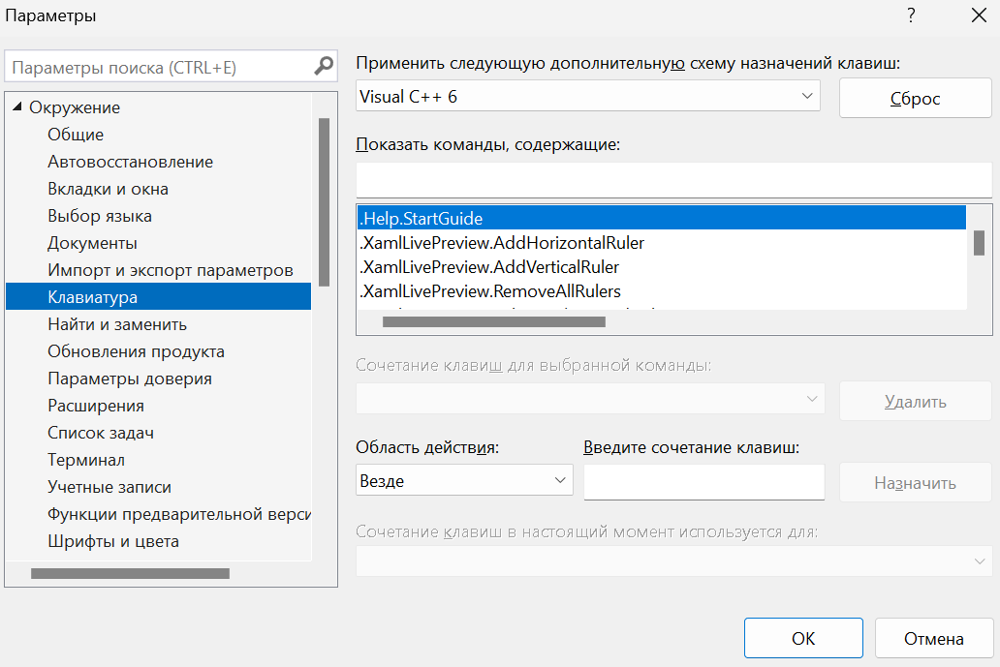 Параметры
?
Параметры поиска (CTRL+E)
Окружение
Общие
Автовосстановление
Вкладки и окна
Выбор языка
Документы
Импорт и экспорт параметров
Клавиатура
Найти и заменить
Обновления продукта
Параметры доверия
Расширения
Список задач
Терминал
Учетные записи
Функции предварительной верси
Шрифты и цвета
Применить следующую дополнительную схему назначений клавиш:
Visual C++ 6
Сброс
Показать команды, содержащие:
.Help.StartGuide
.XamlLivePreview.AddHorizontalRuler
.XamlLivePreview.AddVerticalRuler
.XamlLivePreview.RemoveAllRulers
Сочетание клавиш для выбранной команды:
Удалить
Область действия:
Введите сочетание клавиш:
Везде
Назначить
Сочетание клавиш в настоящий момент используется для:
ОК
Отмена